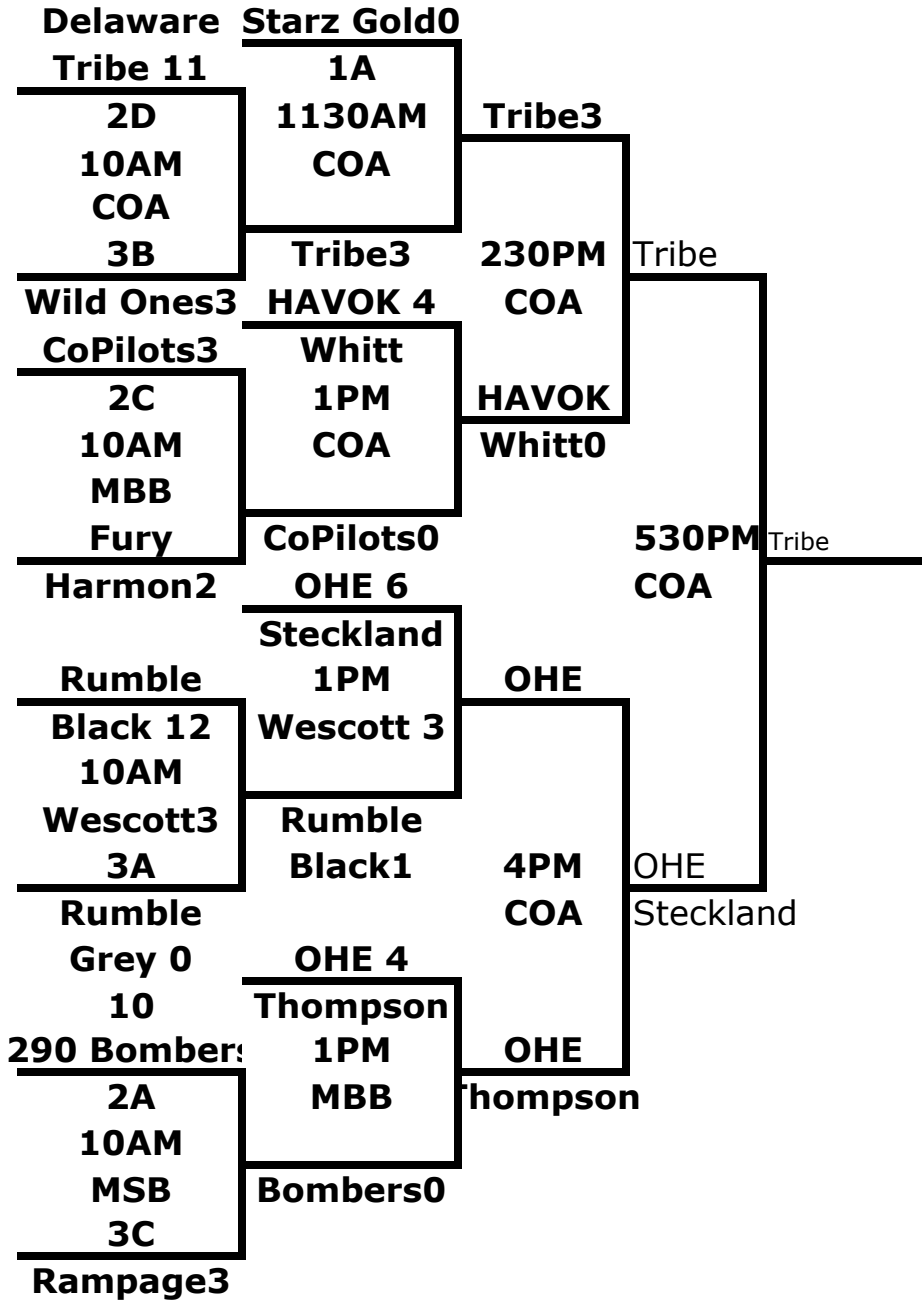 Delaware Starz Gold0
Tribe 11 1A
2D 1130AM Tribe3
10AM COA
COA
3B Tribe3 230PM Tribe
Wild Ones3 HAVOK 4 COA
CoPilots3 Whitt
2C 1PM HAVOK
10AM COA Whitt0
MBB
Fury CoPilots0 530PM Tribe
Harmon2 OHE 6 COA
Steckland
Rumble 1PM OHE
Black 12 Wescott 3
10AM
Wescott3 Rumble
3A Black1 4PM OHE
Rumble COA Steckland
Grey 0 OHE 4
10 Thompson
290 Bombers 1PM OHE
2A MBB Thompson
10AM
MSB Bombers0
3C
Rampage3